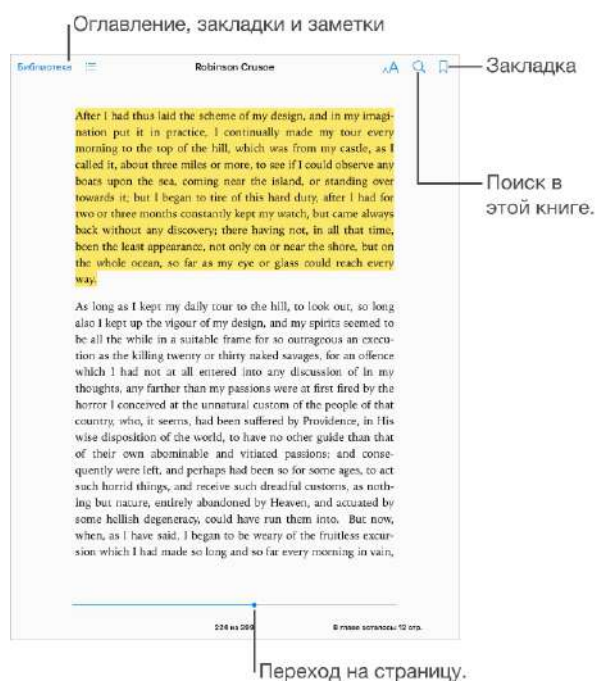 Оглавление, закладки и заметки
Библиотека
Robinson Crusoe
AA
Закладка
After I had thus laid the scheme of my design, and in my imagi-
nation put it in practice, I continually made my tour every
morning to the top of the hill, which was from my castle, as I
called it, about three miles or more, to see if I could observe any
boats upon the sea, coming near the island, or standing over
towards it; but I began to tire of this hard duty, after I had for
two or three months constantly kept my watch, but came always
back without any discovery; there having not, in all that time,
been the least appearance, not only on or near the shore, but on
the whole ocean, so far as my eye or glass could reach every
way.
Поиск в
этой книге.
As long as I kept my daily tour to the hill, to look out, so long
also I kept up the vigour of my design, and my spirits seemed to
be all the while in a suitable frame for so outrageous an execu-
tion as the killing twenty or thirty naked savages, for an offence
which I had not at all entered into any discussion of in my
thoughts, any farther than my passions were at first fired by the
horror I conceived at the unnatural custom of the people of that
country, who, it seems, had been suffered by Providence, in His
wise disposition of the world, to have no other guide than that
of their own abominable and vitiated passions; and conse-
quently were left, and perhaps had been so for some ages, to act
such horrid things, and receive such dreadful customs, as noth-
ing but nature, entirely abandoned by Heaven, and actuated by
some hellish degeneracy, could have run them into. But now,
when, as I have said, I began to be weary of the fruitless excur-
sion which I had made so long and so far every morning in vain,
224 из 399
В главе осталось: 12 стр.
Переход на страницу.